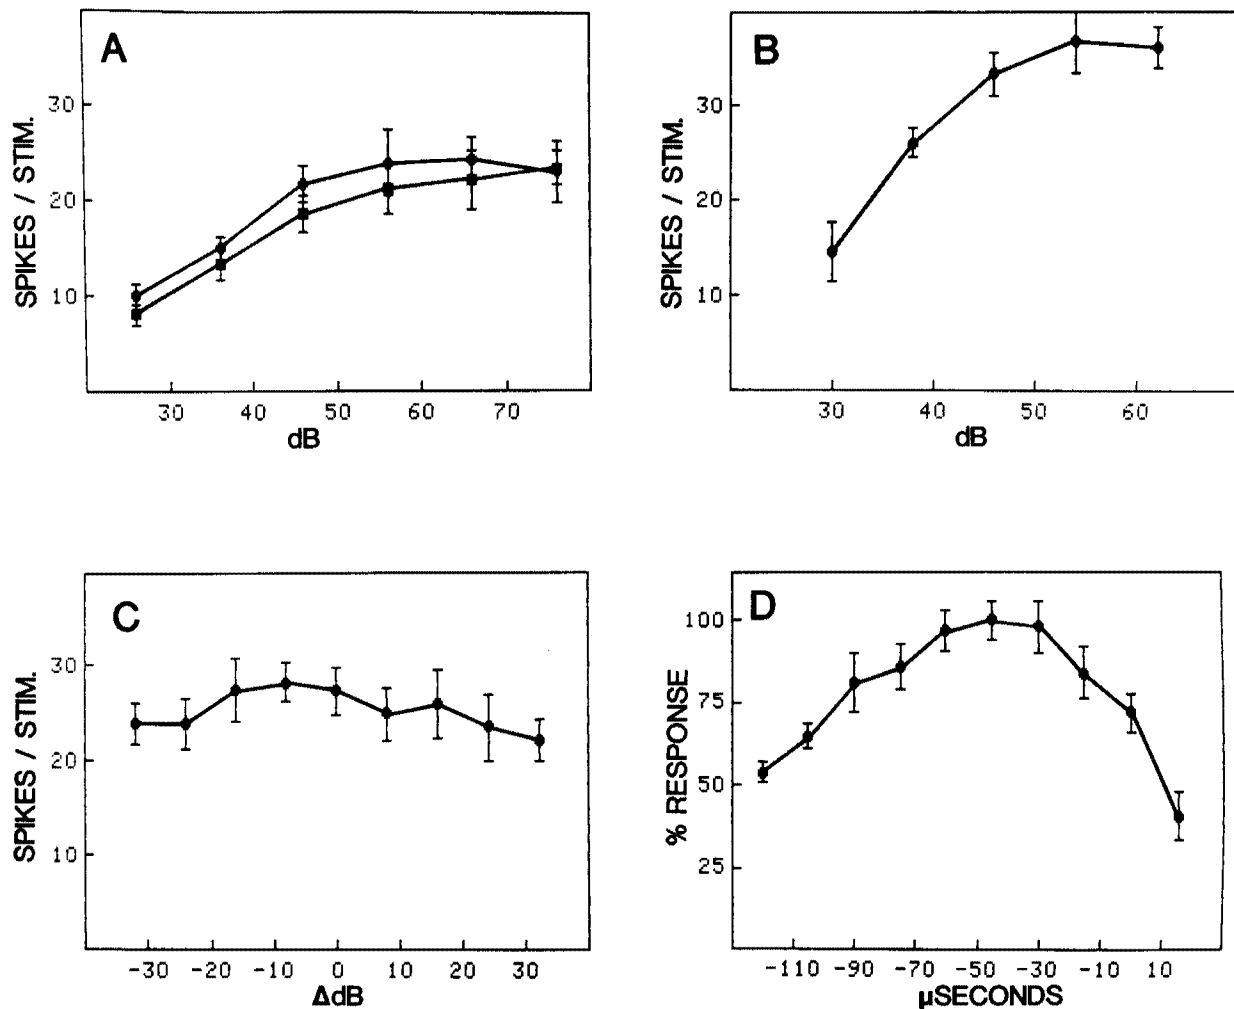 A
SPIKES / STIM.
30
20
10
30 40 50 60 70
dB
B
SPIKES / STIM.
30
20
10
30 40 50 60
dB
C
SPIKES / STIM.
30
20
10
-30 -20 -10 0 10 20 30
ΔdB
D
% RESPONSE
100
75
50
25
-110 -90 -70 -50 -30 -10 10
μSECONDS